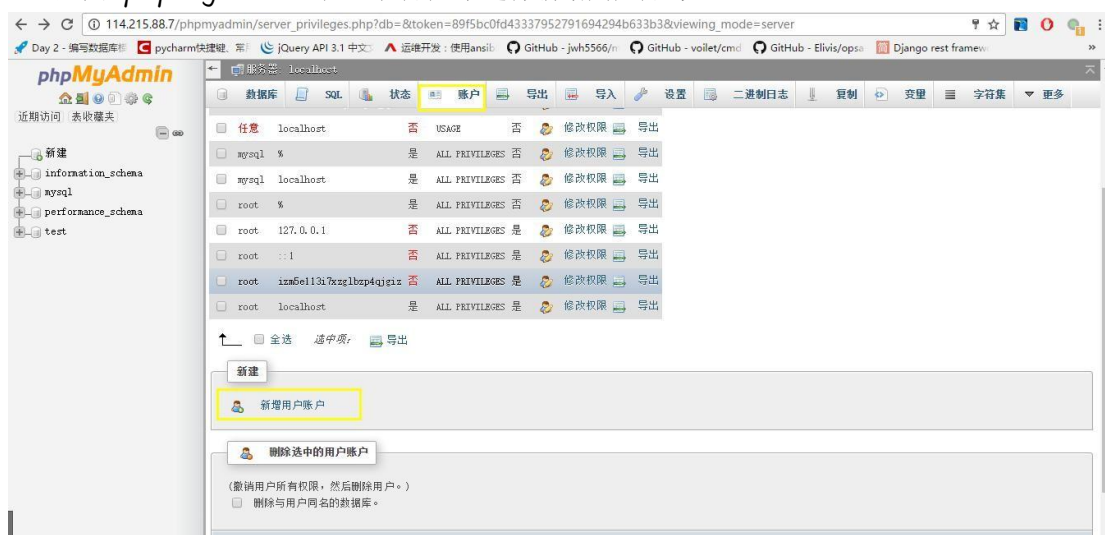 114.215.88.7/phpmyadmin/server_privileges.php?db=&token=89f5bc0fd43337952791694294b633b3&viewing_mode=server
Day 2 - 编写数据库 pycharm快捷键、常 jQuery API 3.1 中文 运维开发：使用ansib GitHub - jwh5566/m GitHub - voilet/cmd GitHub - Elivis/opsa Django rest framew »
phpMyAdmin
近期访问 表收藏夹
新建
information_schema
mysql
performance_schema
test
服务器: localhost
数据库 SQL 状态 账户 导出 导入 设置 二进制日志 复制 变量 字符集 更多
任意 localhost 否 USAGE 否 修改权限 导出
mysql % 是 ALL PRIVILEGES 否 修改权限 导出
mysql localhost 是 ALL PRIVILEGES 否 修改权限 导出
root % 是 ALL PRIVILEGES 否 修改权限 导出
root 127.0.0.1 否 ALL PRIVILEGES 是 修改权限 导出
root ::1 否 ALL PRIVILEGES 是 修改权限 导出
root izm5e113i7xzglbzp4qjgiz 否 ALL PRIVILEGES 是 修改权限 导出
root localhost 是 ALL PRIVILEGES 是 修改权限 导出
全选 选中项: 导出
新建
新增用户账户
删除选中的用户账户
(撤销用户所有权限，然后删除用户。)
删除与用户同名的数据库。